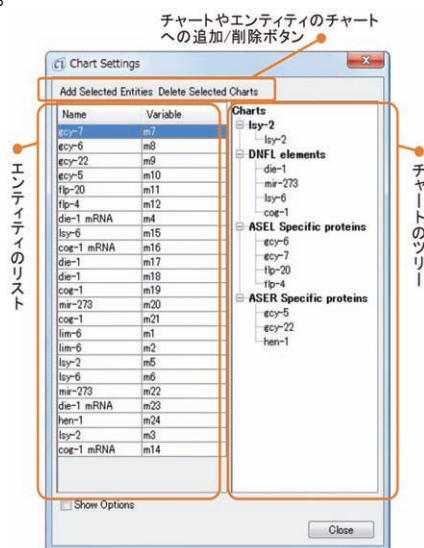 チャートやエンティティのチャート
への追加/削除ボタン
Chart Settings
Add Selected Entities Delete Selected Charts
Name Variable
gcy-7 m7
gcy-6 m8
gcy-22 m9
gcy-5 m10
flp-20 m11
flp-4 m12
die-1 mRNA m4
lsy-6 m15
cog-1 mRNA m16
die-1 m17
die-1 m18
cog-1 m19
mir-273 m20
cog-1 m21
lim-6 m1
lim-6 m2
lsy-2 m5
lsy-6 m6
mir-273 m22
die-1 mRNA m23
hen-1 m24
lsy-2 m3
cog-1 mRNA m14
Charts
lsy-2
lsy-2
DNFL elements
die-1
mir-273
lsy-6
cog-1
ASEL Specific proteins
gcy-6
gcy-7
flp-20
flp-4
ASER Specific proteins
gcy-5
gcy-22
hen-1
エンティティのリスト
チャートのツリー
Show Options
Close